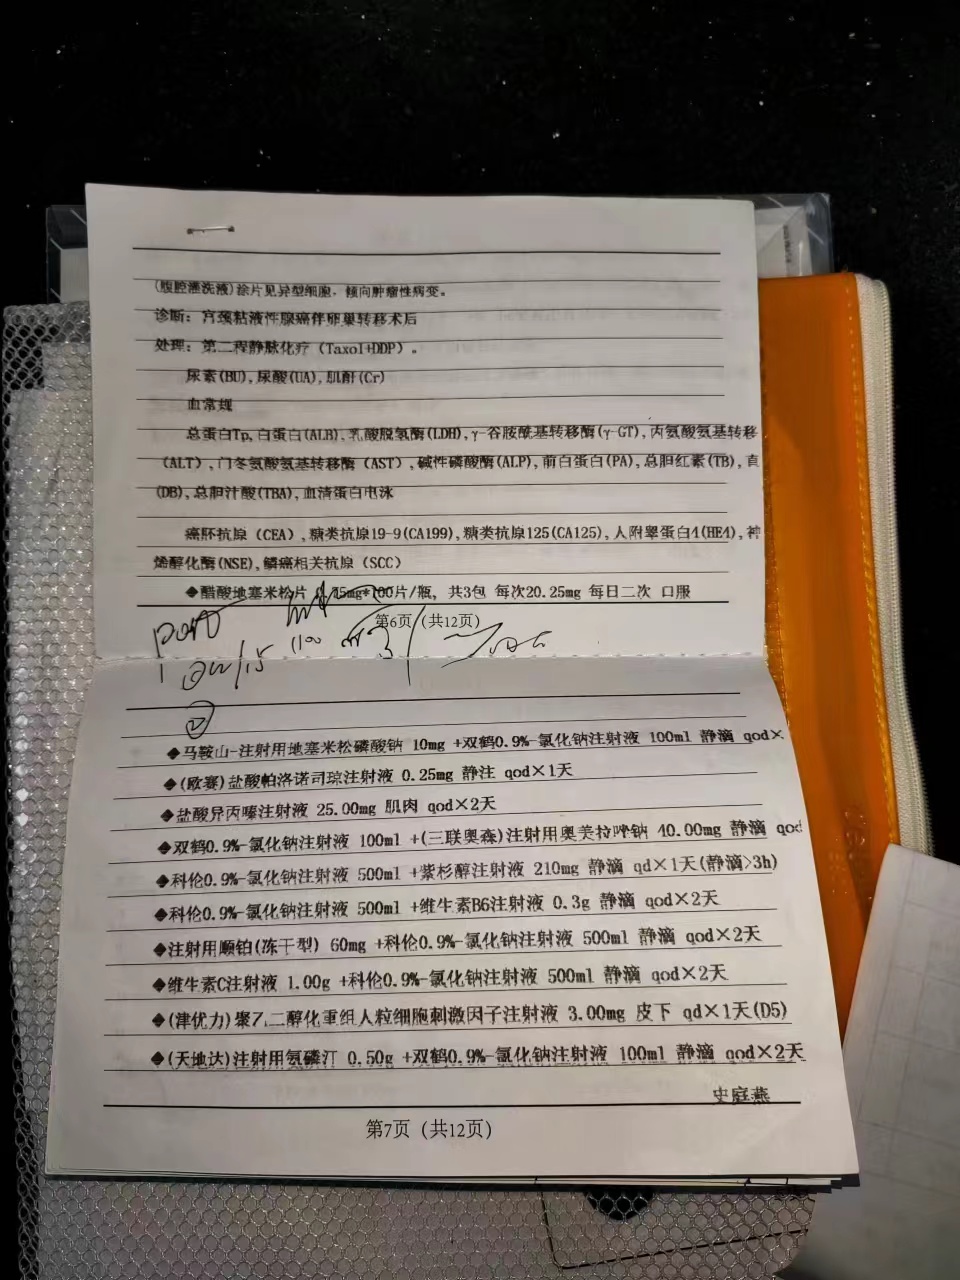 (腹腔灌洗液)涂片见异型细胞，倾向肿瘤性病变。
诊断：宫颈粘液性腺癌伴卵巢转移术后
处理：第二程静脉化疗（Taxol+DDP）。
尿素(BU),尿酸(UA),肌酐(Cr)
血常规
总蛋白Tp,白蛋白(ALB),乳酸脱氢酶(LDH),γ-谷胺酰基转移酶(γ-GT),丙氨酸氨基转移
（ALT）,门冬氨酸氨基转移酶（AST）,碱性磷酸酶(ALP),前白蛋白(PA),总胆红素(TB),直
(DB),总胆汁酸(TBA),血清蛋白电泳
癌胚抗原（CEA）,糖类抗原19-9(CA199),糖类抗原125(CA125),人附睾蛋白4(HE4),神
烯醇化酶(NSE),鳞癌相关抗原（SCC）
◆醋酸地塞米松片 mg*100片/瓶, 共3包 每次20.25mg 每日二次 口服
第6页（共12页）
port
②
◆马鞍山-注射用地塞米松磷酸钠 10mg +双鹤0.9%-氯化钠注射液 100ml 静滴 qod×
◆(欧赛)盐酸帕洛诺司琼注射液 0.25mg 静注 qod×1天
◆盐酸异丙嗪注射液 25.00mg 肌肉 qod×2天
◆双鹤0.9%-氯化钠注射液 100ml +(三联奥森)注射用奥美拉唑钠 40.00mg 静滴 qod
◆科伦0.9%-氯化钠注射液 500ml +紫杉醇注射液 210mg 静滴 qd×1天(静滴>3h)
◆科伦0.9%-氯化钠注射液 500ml +维生素B6注射液 0.3g 静滴 qod×2天
◆注射用顺铂(冻干型) 60mg +科伦0.9%-氯化钠注射液 500ml 静滴 qod×2天
◆维生素C注射液 1.00g +科伦0.9%-氯化钠注射液 500ml 静滴 qod×2天
◆(津优力)聚乙二醇化重组人粒细胞刺激因子注射液 3.00mg 皮下 qd×1天(D5)
◆(天地达)注射用氨磷汀 0.50g +双鹤0.9%-氯化钠注射液 100ml 静滴 qod×2天
史庭燕
第7页（共12页）